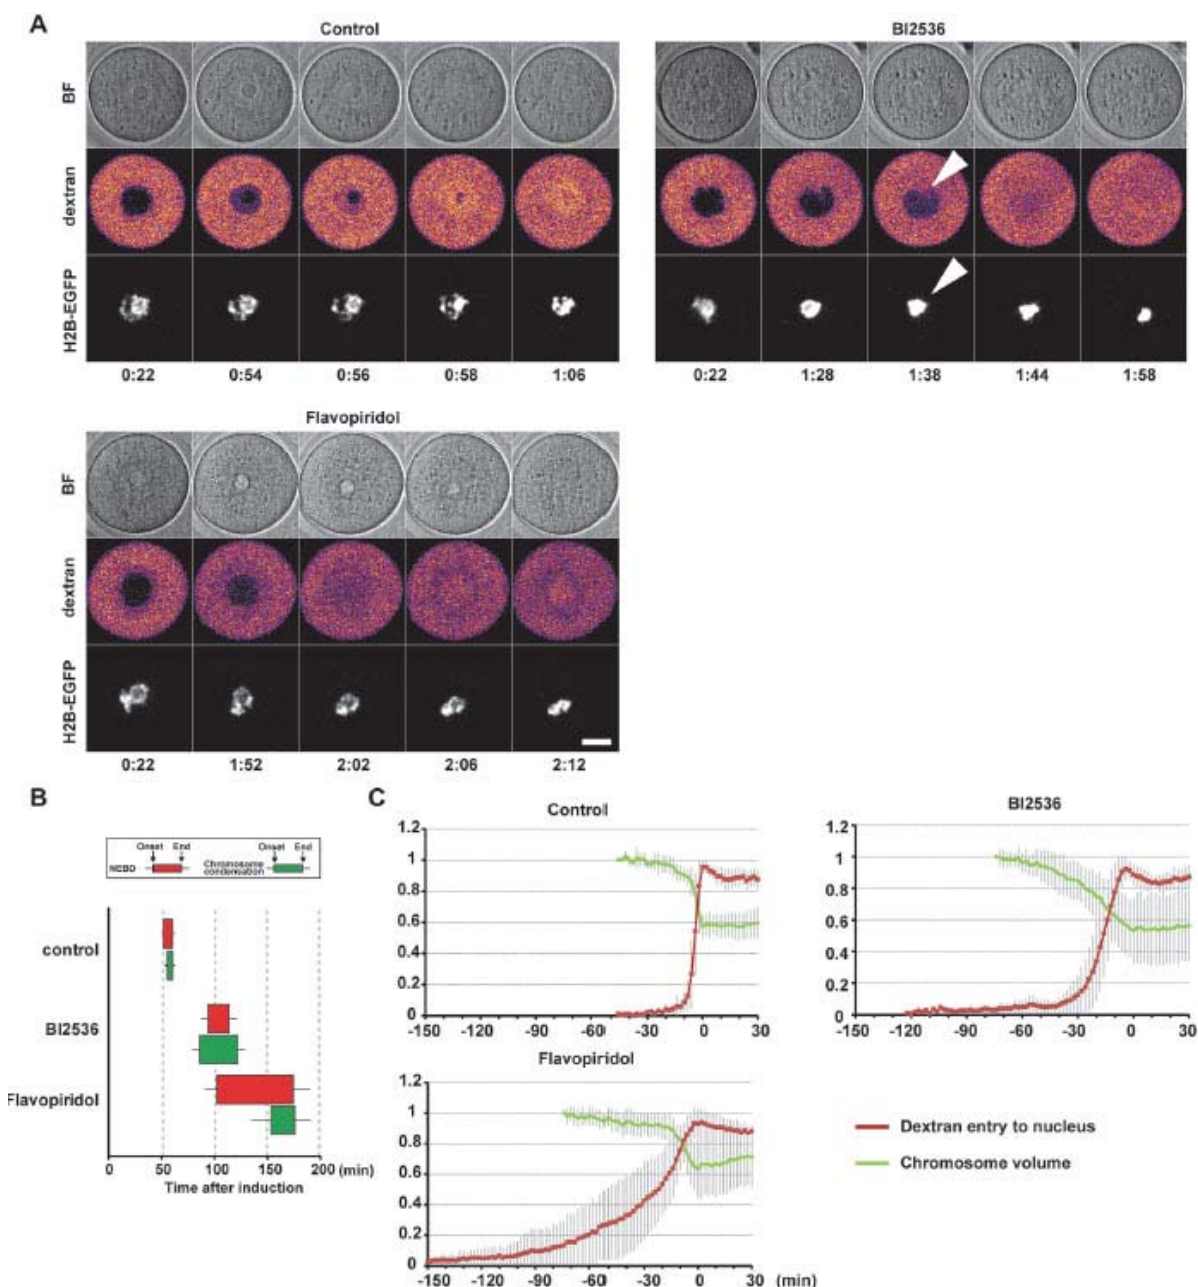 A
Control
BI2536
BF
dextran
H2B-EGFP
0:22 0:54 0:56 0:58 1:06
0:22 1:28 1:38 1:44 1:58
Flavopiridol
BF
dextran
H2B-EGFP
0:22 1:52 2:02 2:06 2:12
B
Onset End Onset End
NEBD Chromosome condensation
control
BI2536
Flavopiridol
0 50 100 150 200 (min)
Time after induction
C
Control
1.2
1
0.8
0.6
0.4
0.2
0
-150 -120 -90 -60 -30 0 30
BI2536
1.2
1
0.8
0.6
0.4
0.2
0
-150 -120 -90 -60 -30 0 30
Flavopiridol
1.2
1
0.8
0.6
0.4
0.2
0
-150 -120 -90 -60 -30 0 30 (min)
Dextran entry to nucleus
Chromosome volume